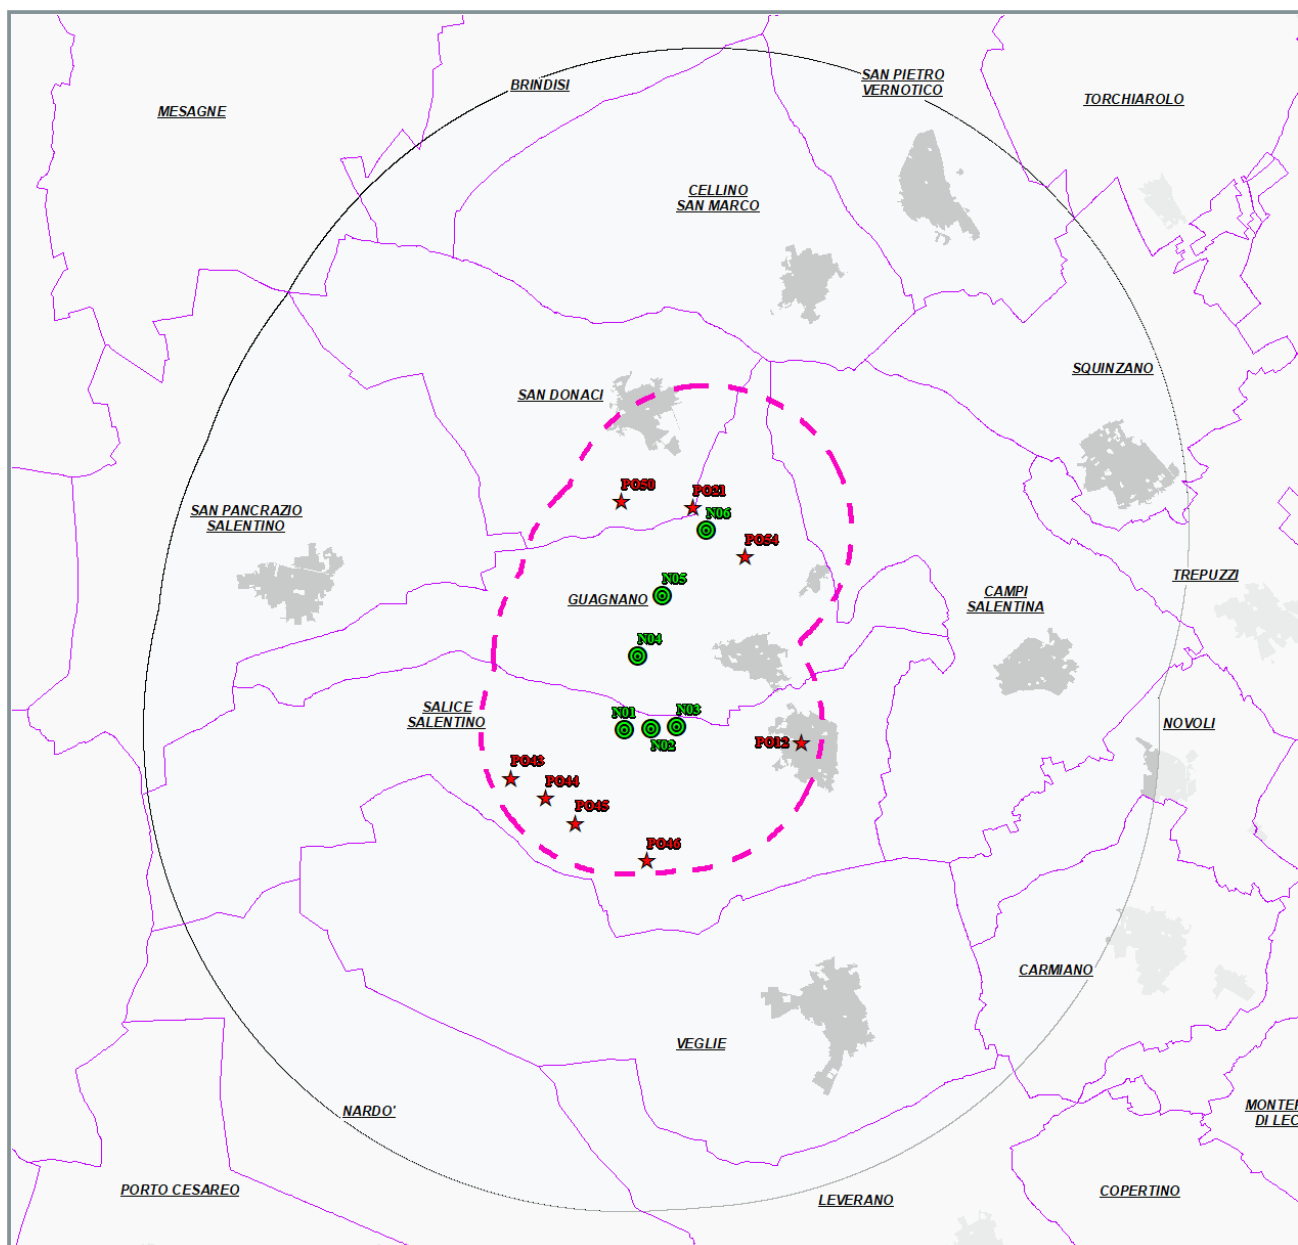 BRINDISI
SAN PIETRO
VERNOTICO
MESAGNE
TORCHIAROLO
CELLINO
SAN MARCO
SQUINZANO
SAN DONACI
PO50
PO21
SAN PANCRAZIO
SALENTINO
N06
PO54
TREPUZZI
N05
CAMPI
SALENTINA
GUAGNANO
N04
SALICE
SALENTINO
N01
N03
N02
NOVOLI
PO12
PO43
PO44
PO45
PO46
CARMIANO
VEGLIE
NARDO'
MONTER
DI LEC
PORTO CESAREO
LEVERANO
COPERTINO